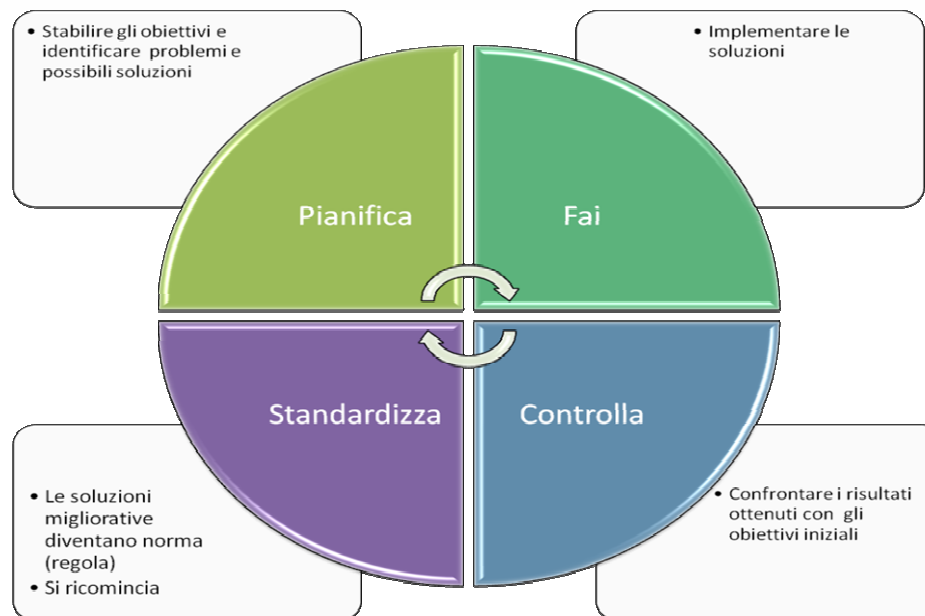 • Stabilire gli obiettivi e
identificare problemi e
possibili soluzioni
• Implementare le
soluzioni
Pianifica
Fai
Standardizza
Controlla
• Le soluzioni
migliorative
diventano norma
(regola)
• Si ricomincia
• Confrontare i risultati
ottenuti con gli
obiettivi iniziali